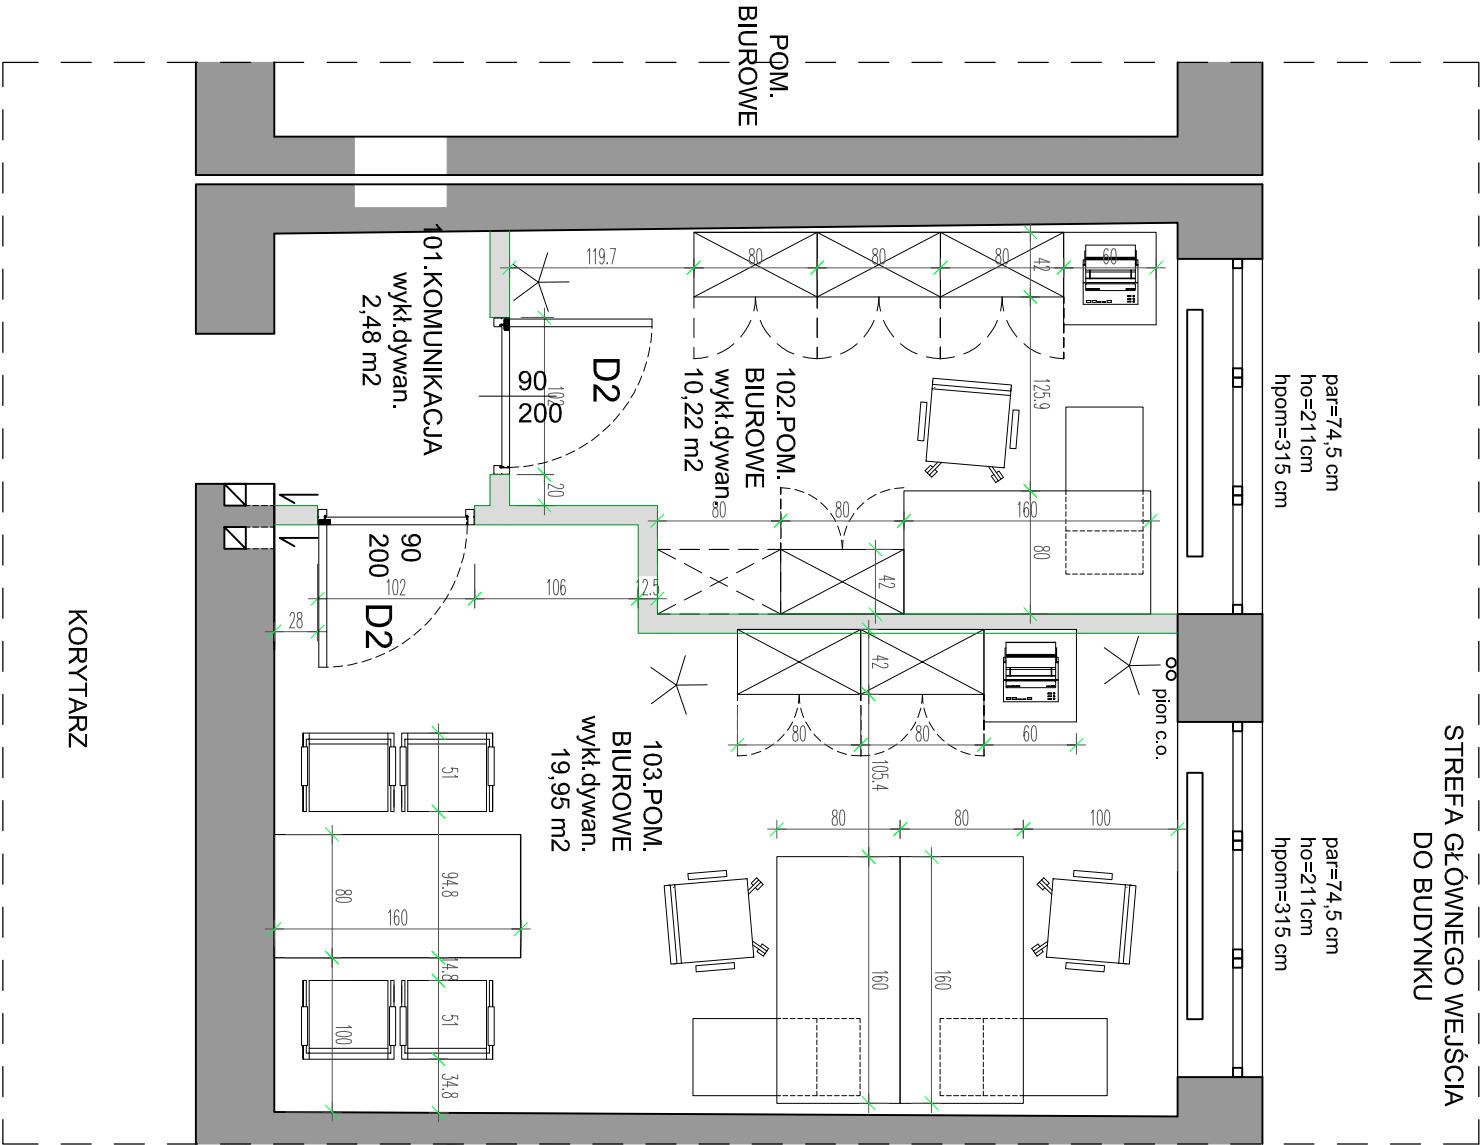 POM.
BIUROWE
STREFA GŁÓWNEGO WEJŚCIA
DO BUDYNKU
par=74,5 cm
ho=211cm
hpom=315 cm
par=74,5 cm
ho=211cm
hpom=315 cm
101.KOMUNIKACJA
wykł.dywan.
2,48 m2
102.POM.
BIUROWE
wykł.dywan.
10,22 m2
103.POM.
BIUROWE
wykł.dywan.
19,95 m2
D2
90
200
D2
90
200
pion c.o.
KORYTARZ
119.7
80
80
80
42
60
125.9
102
20
80
80
160
80
42
102
106
12.5
28
42
80
80
60
105.4
80
80
100
51
94.8
80
160
14.8
51
100
34.8
160
160